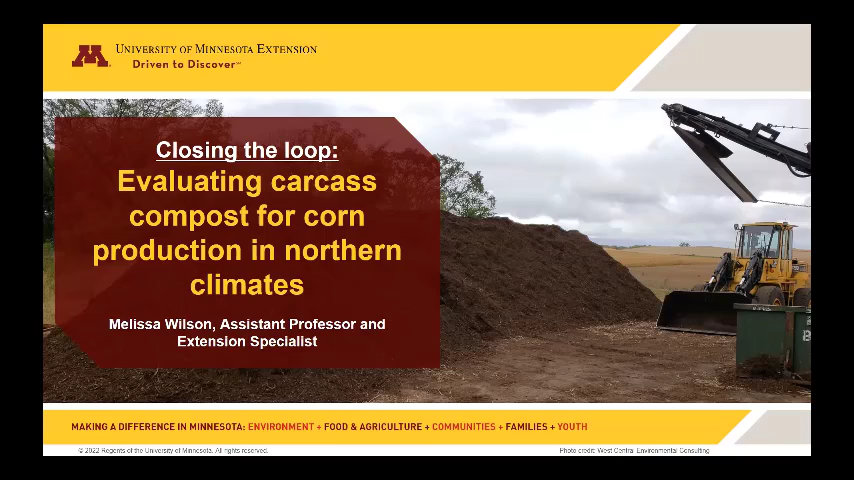 UNIVERSITY OF MINNESOTA EXTENSION
Driven to Discover℠
Closing the loop:
Evaluating carcass
compost for corn
production in northern
climates
Melissa Wilson, Assistant Professor and
Extension Specialist
MAKING A DIFFERENCE IN MINNESOTA: ENVIRONMENT + FOOD & AGRICULTURE + COMMUNITIES + FAMILIES + YOUTH
© 2022 Regents of the University of Minnesota. All rights reserved.
Photo credit: West Central Environmental Consulting